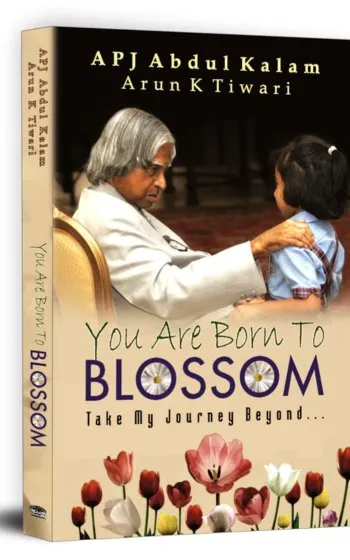 APJ Abdul Kalam
Arun K Tiwari
You Are Born To
BLOSSOM
Take My Journey Beyond...
APJ Abdul Kalam
Arun K Tiwari
You Are Born To
BLOSSOM